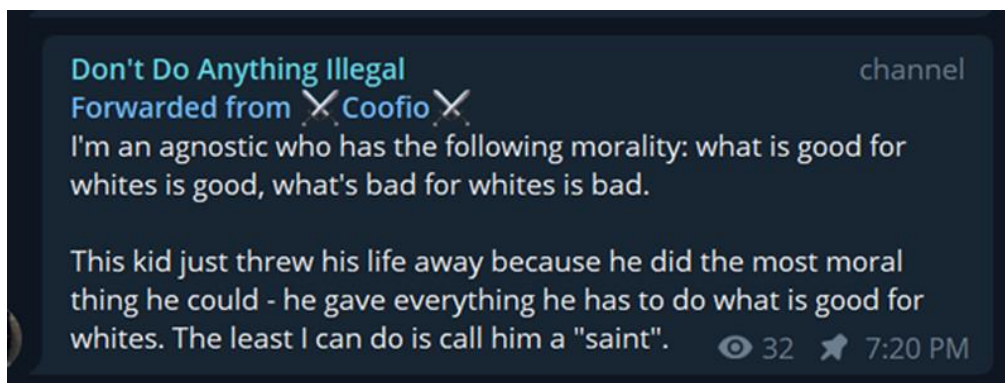 Don't Do Anything Illegal channel
Forwarded from ⚔Coofio⚔
I'm an agnostic who has the following morality: what is good for
whites is good, what's bad for whites is bad.
This kid just threw his life away because he did the most moral
thing he could - he gave everything he has to do what is good for
whites. The least I can do is call him a "saint".
32 7:20 PM